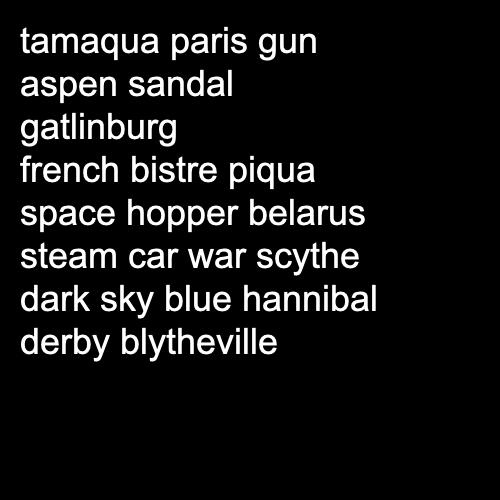 tamaqua paris gun
aspen sandal
gatlinburg
french bistre piqua
space hopper belarus
steam car war scythe
dark sky blue hannibal
derby blytheville